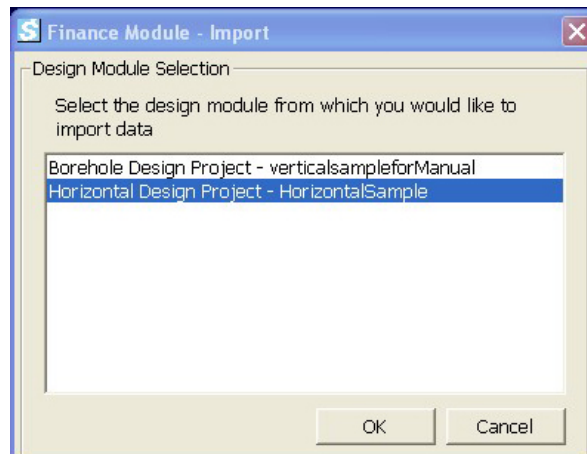 Finance Module - Import
Design Module Selection
Select the design module from which you would like to
import data
Borehole Design Project - verticalsampleforManual
Horizontal Design Project - HorizontalSample
OK
Cancel